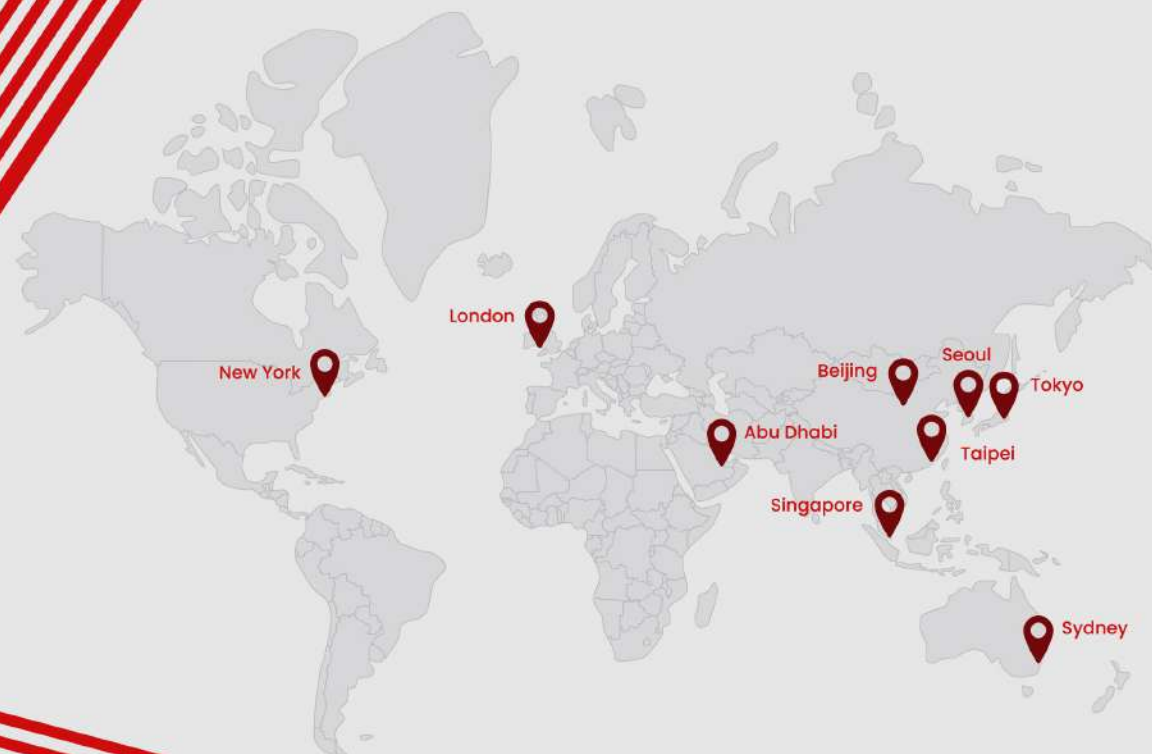 London
New York
Seoul
Beijing
Tokyo
Abu Dhabi
Taipei
Singapore
Sydney